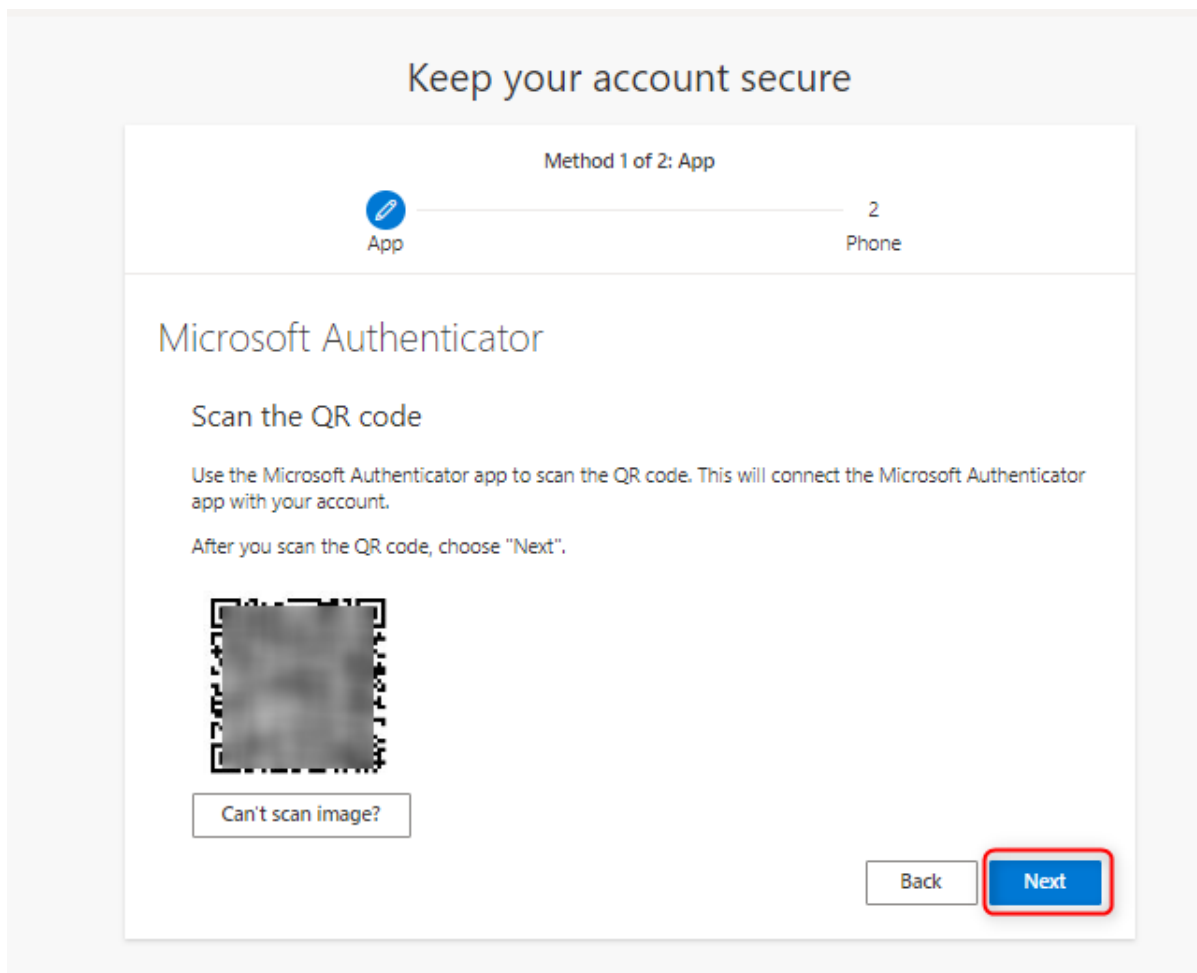 Keep your account secure
Method 1 of 2: App
2
App
Phone
Microsoft Authenticator
Scan the QR code
Use the Microsoft Authenticator app to scan the QR code. This will connect the Microsoft Authenticator
app with your account.
After you scan the QR code, choose "Next".
Can't scan image?
Back
Next